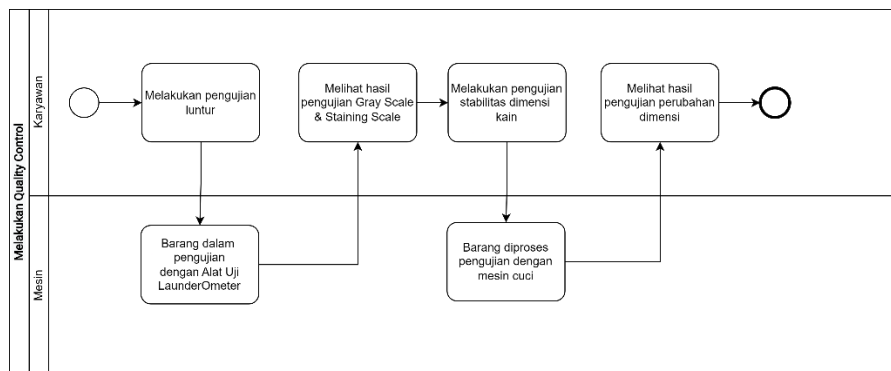 Melakukan Quality Control
Karyawan
Melakukan pengujian
luntur
Melihat hasil
pengujian Gray Scale
& Staining Scale
Melakukan pengujian
stabilitas dimensi
kain
Melihat hasil
pengujian perubahan
dimensi
Mesin
Barang dalam
pengujian
dengan Alat Uji
LaunderOmeter
Barang diproses
pengujian dengan
mesin cuci